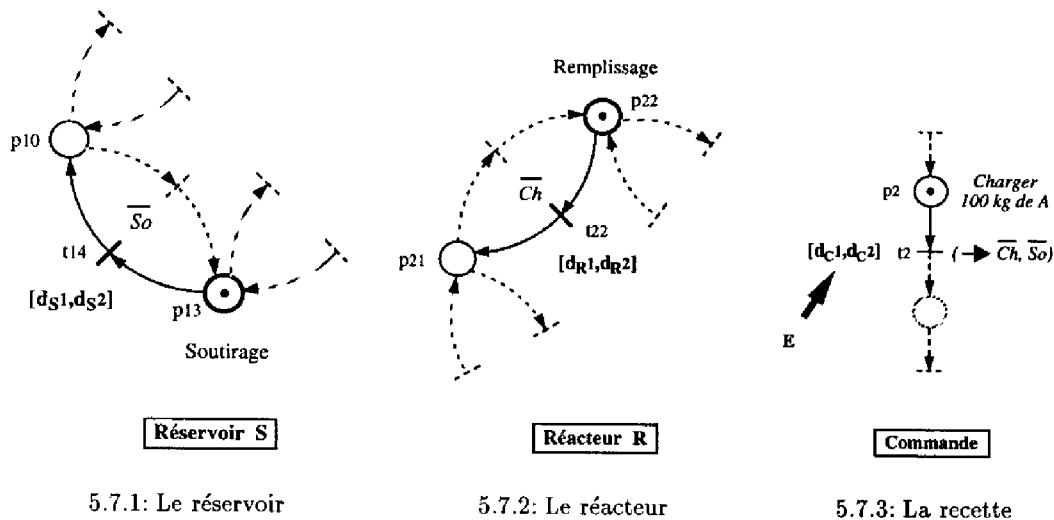 p10
So
t14
[dS1,dS2]
p13
Soutirage
Réservoir S
5.7.1: Le réservoir
Remplissage
p22
Ch
t22
p21
[dR1,dR2]
Réacteur R
5.7.2: Le réacteur
p2
Charger
100 kg de A
[dC1,dC2]
t2
(→ Ch, So)
E
Commande
5.7.3: La recette